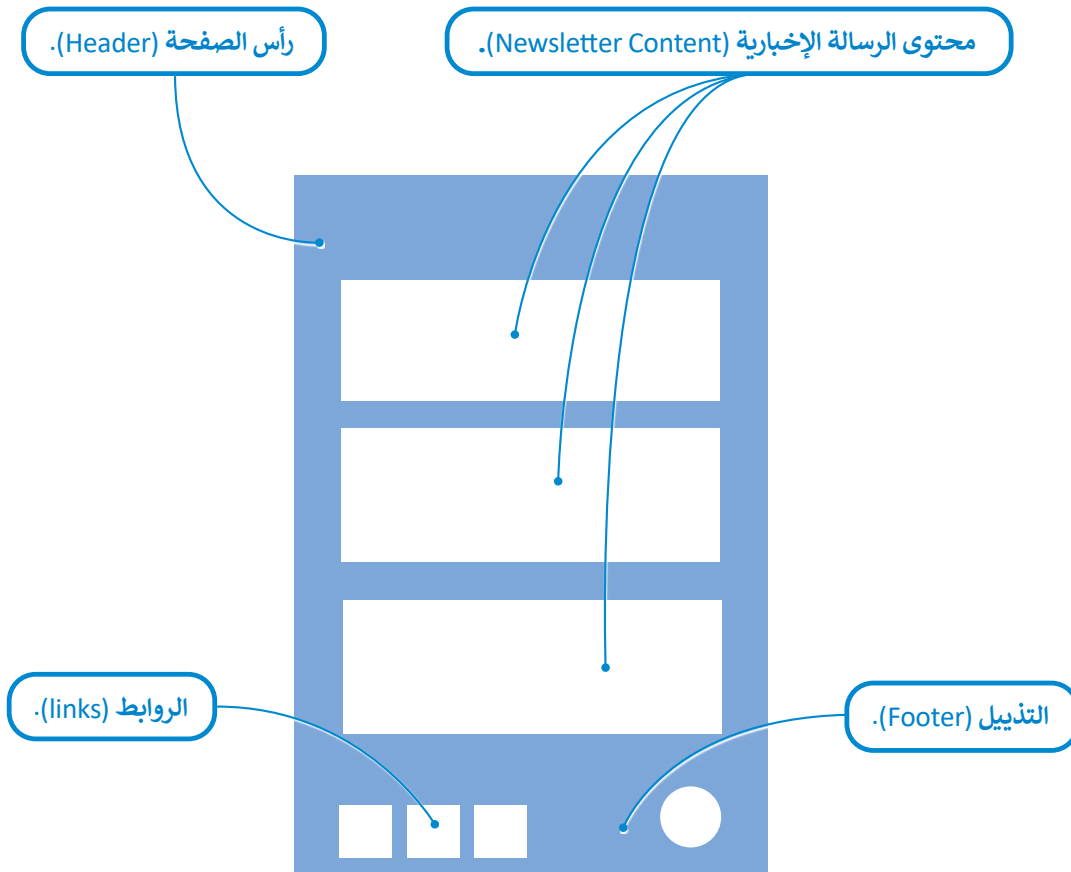 رأس الصفحة (Header).
محتوى الرسالة الإخبارية (Newsletter Content).
الروابط (links).
التذييل (Footer).